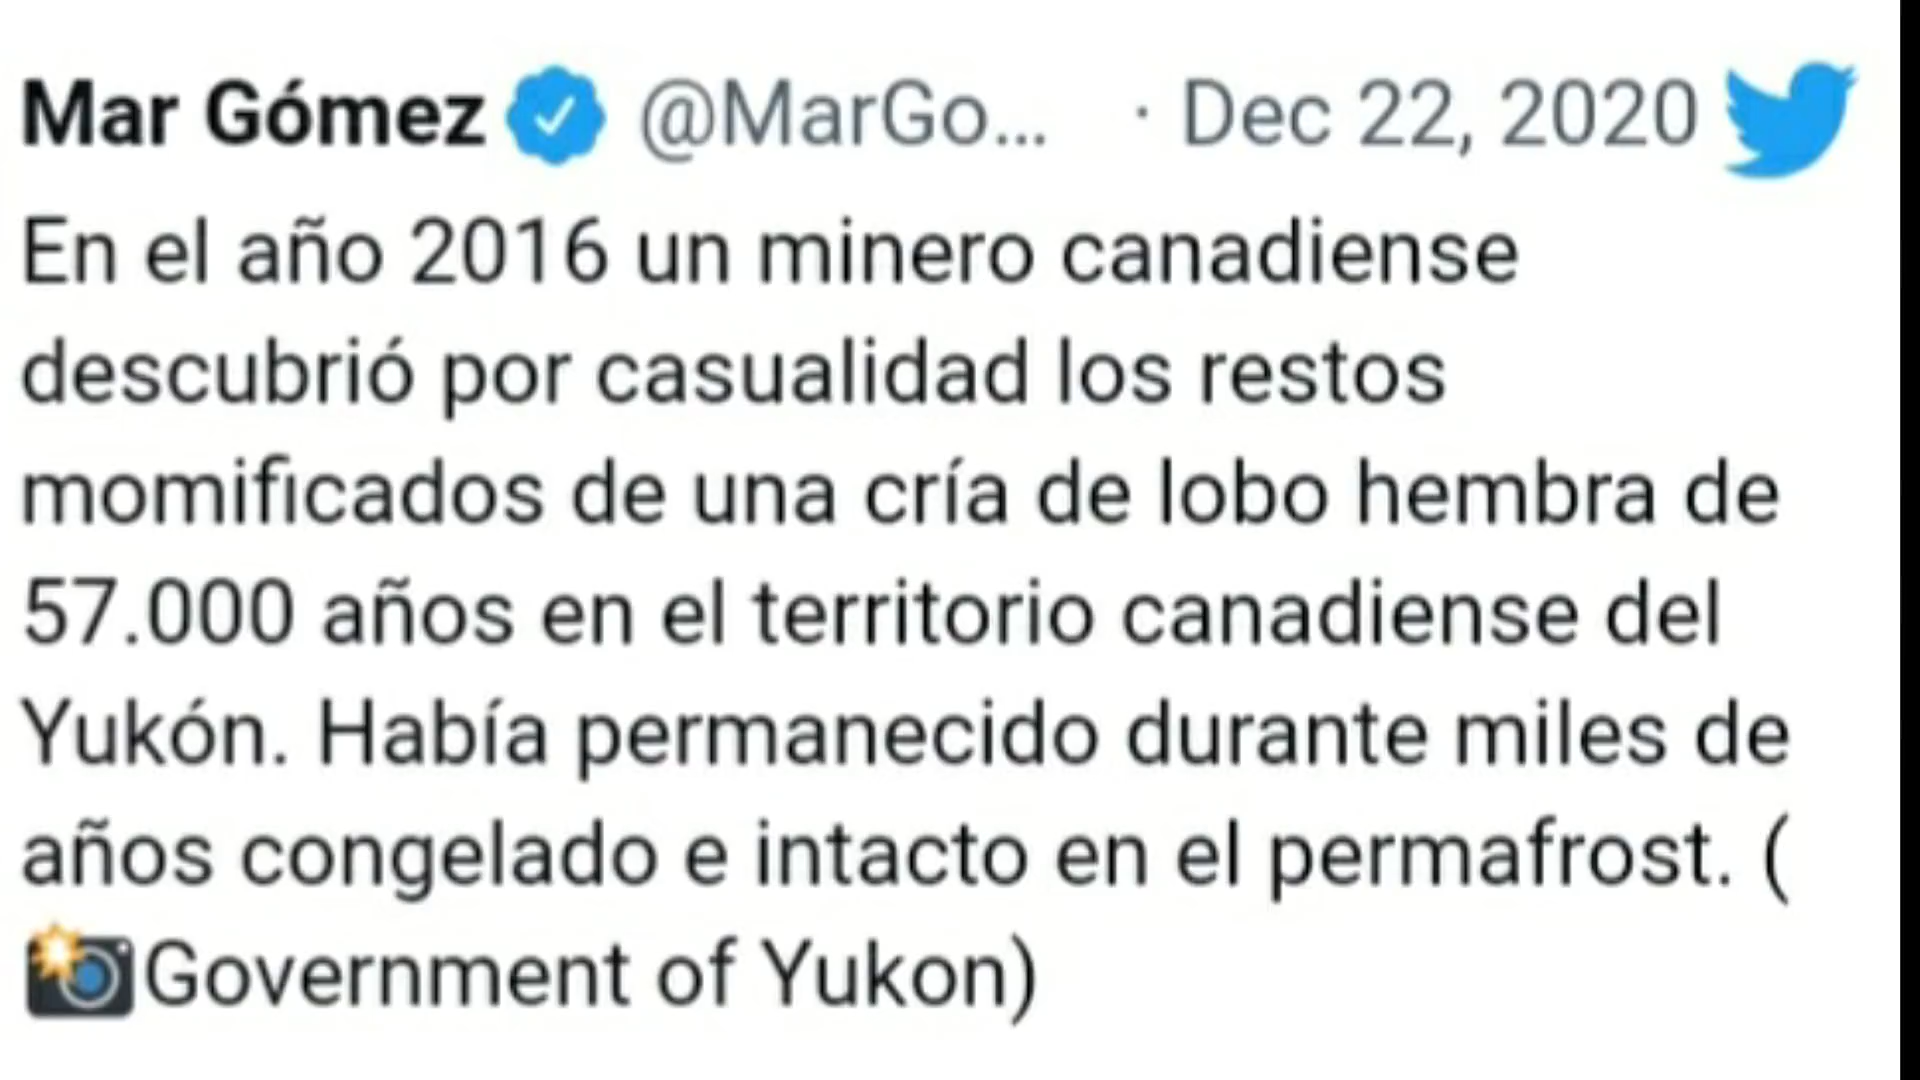 Mar Gómez @MarGo... · Dec 22, 2020
En el año 2016 un minero canadiense
descubrió por casualidad los restos
momificados de una cría de lobo hembra de
57.000 años en el territorio canadiense del
Yukón. Había permanecido durante miles de
años congelado e intacto en el permafrost. (
📸Government of Yukon)